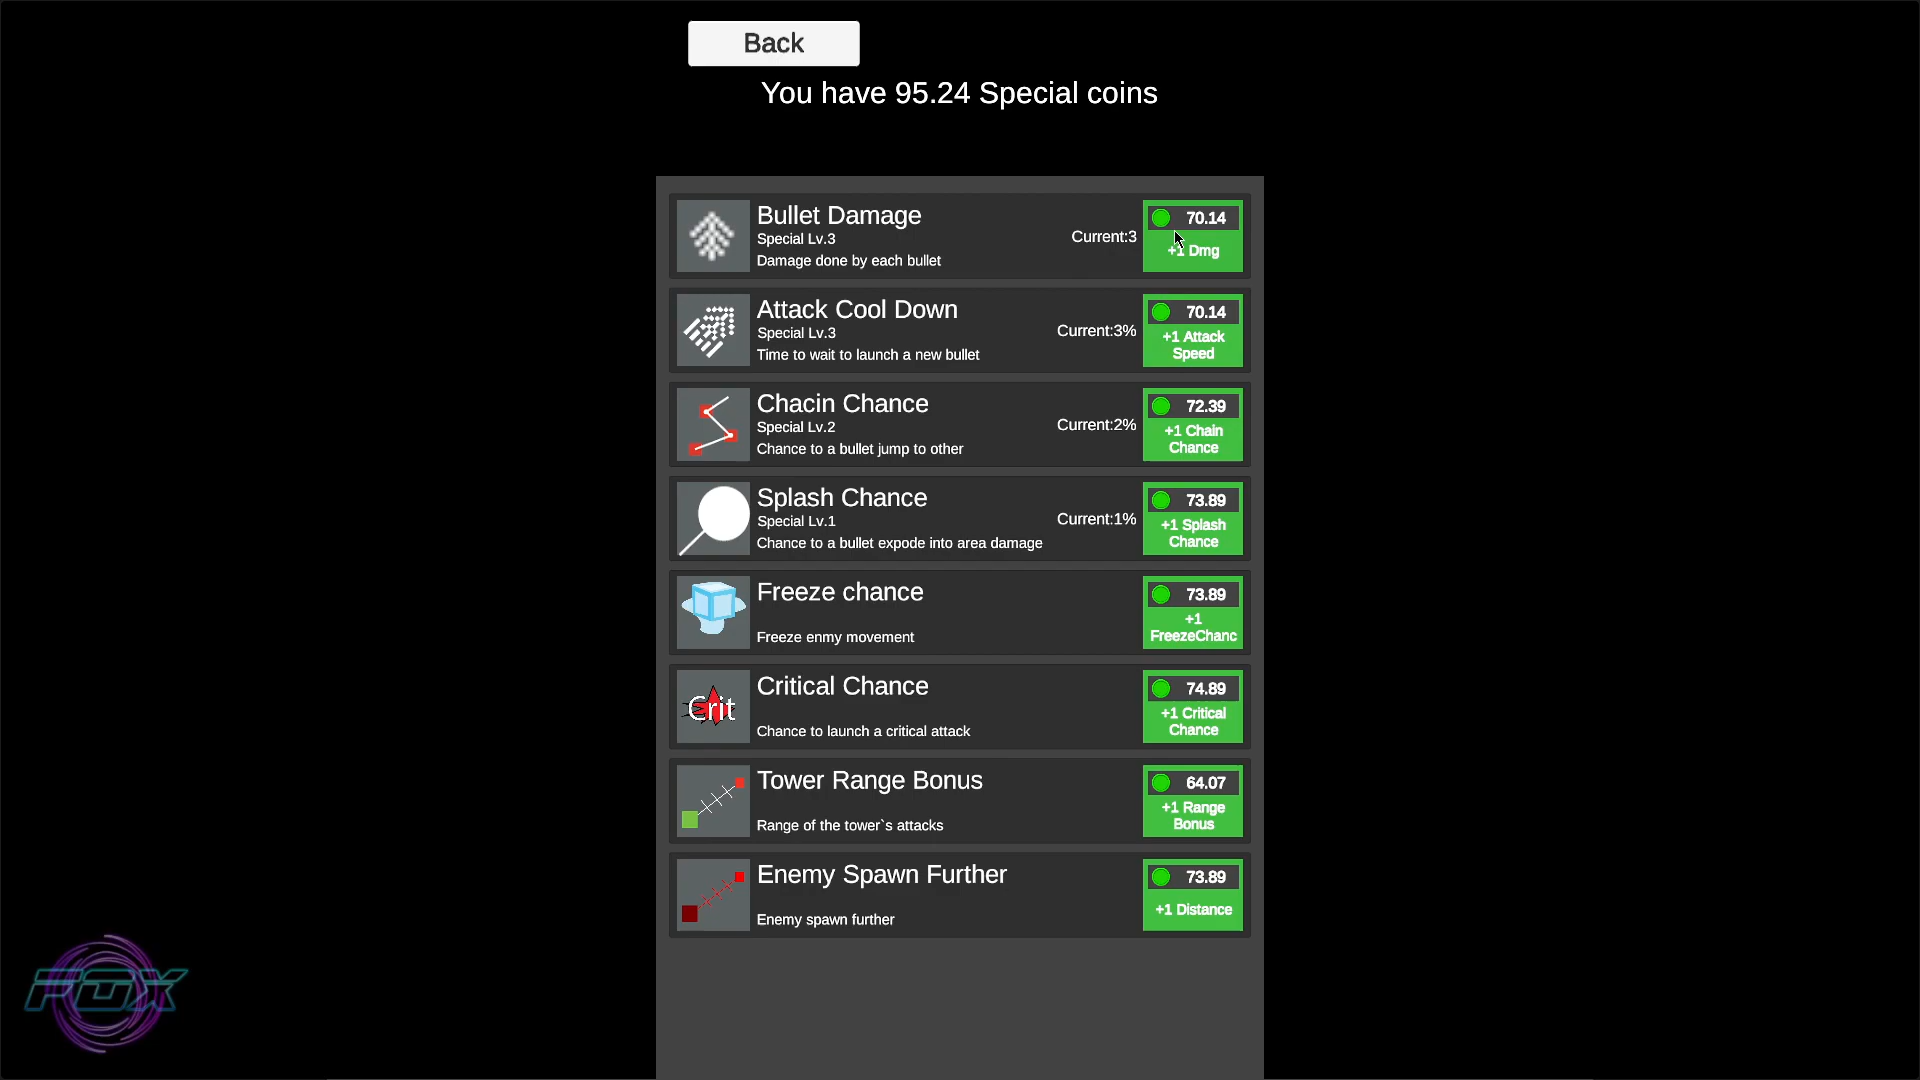 Back
You have 95.24 Special coins
Bullet Damage
Special Lv.3
Damage done by each bullet
Current:3
70.14
+1 Dmg
Attack Cool Down
Special Lv.3
Time to wait to launch a new bullet
Current:3%
70.14
+1 Attack
Speed
Chacin Chance
Special Lv.2
Chance to a bullet jump to other
Current:2%
72.39
+1 Chain
Chance
Splash Chance
Special Lv.1
Chance to a bullet expode into area damage
Current:1%
73.89
+1 Splash
Chance
Freeze chance
Freeze enmy movement
73.89
+1
FreezeChanc
Crit
Critical Chance
Chance to launch a critical attack
74.89
+1 Critical
Chance
Tower Range Bonus
Range of the tower`s attacks
64.07
+1 Range
Bonus
Enemy Spawn Further
Enemy spawn further
73.89
+1 Distance
FOX